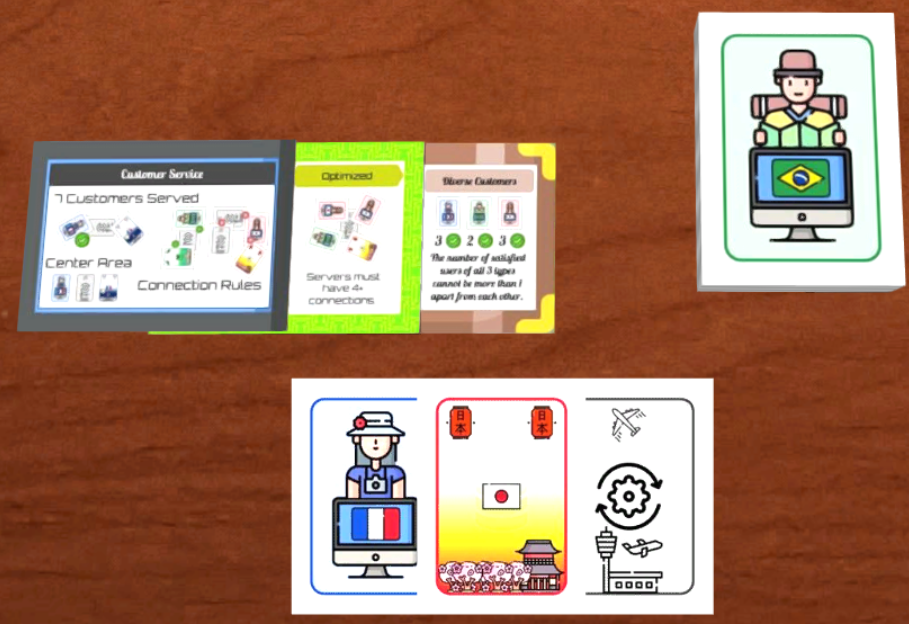 Customer Service
7 Customers Served
Center Area
Connection Rules
Optimized
Servers must
have 4+
connections
Diverse Customers
3 2 3
The number of satisfied
users of all 3 types
cannot be more than 1
apart from each other.
日本
日本